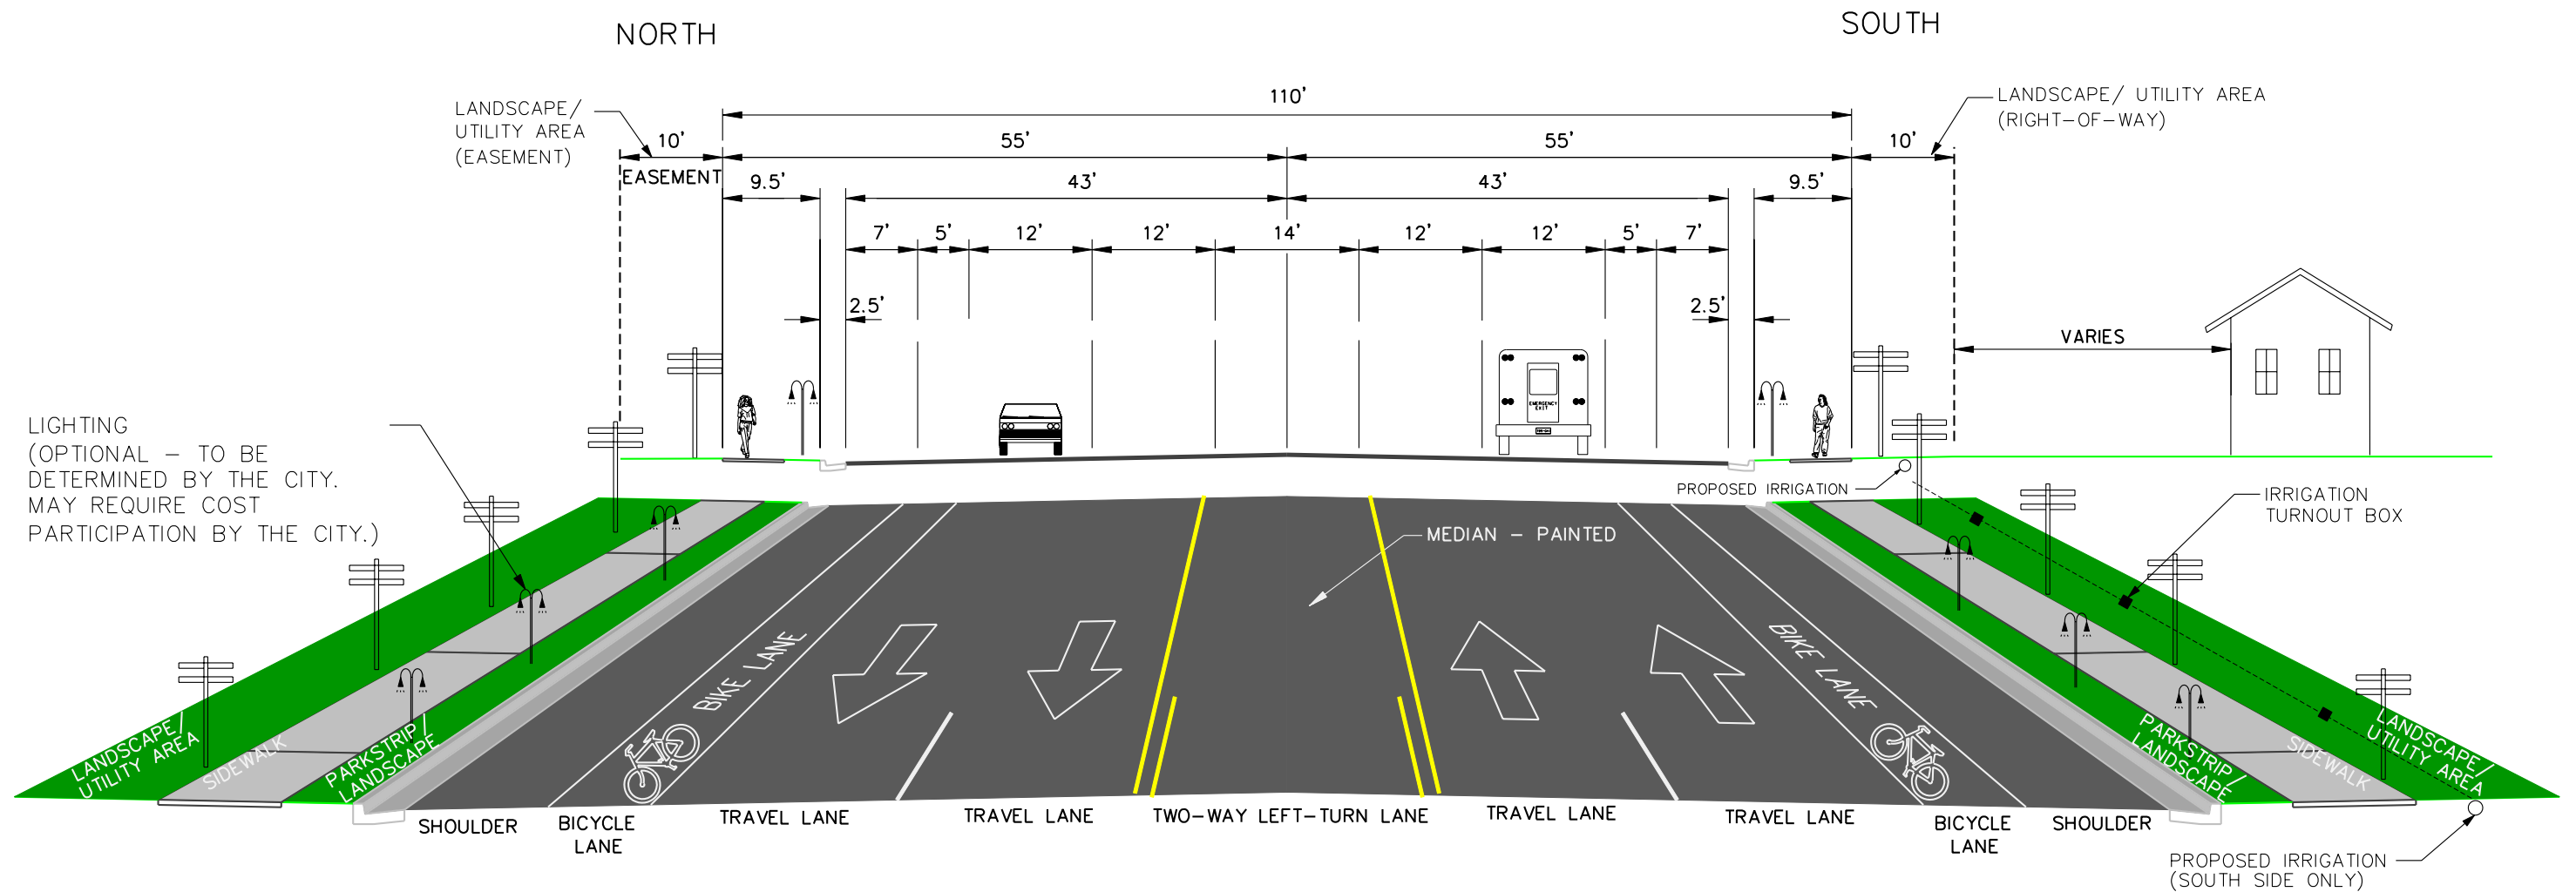 NORTH
SOUTH
110'
LANDSCAPE/
UTILITY AREA
(EASEMENT)
LANDSCAPE/ UTILITY AREA
(RIGHT-OF-WAY)
10'
55'
55'
10'
EASEMENT
9.5'
43'
43'
9.5'
7'
5'
12'
12'
14'
12'
12'
5'
7'
2.5'
2.5'
VARIES
EMERGENCY
EXIT
LIGHTING
(OPTIONAL – TO BE
DETERMINED BY THE CITY.
MAY REQUIRE COST
PARTICIPATION BY THE CITY.)
PROPOSED IRRIGATION
IRRIGATION
TURNOUT BOX
MEDIAN – PAINTED
BIKE LANE
BIKE LANE
LANDSCAPE/
UTILITY AREA
SIDEWALK
PARKSTRIP/
LANDSCAPE
PARKSTRIP/
LANDSCAPE
SIDEWALK
LANDSCAPE/
UTILITY AREA
SHOULDER
BICYCLE
LANE
TRAVEL LANE
TRAVEL LANE
TWO-WAY LEFT-TURN LANE
TRAVEL LANE
TRAVEL LANE
BICYCLE
LANE
SHOULDER
PROPOSED IRRIGATION
(SOUTH SIDE ONLY)